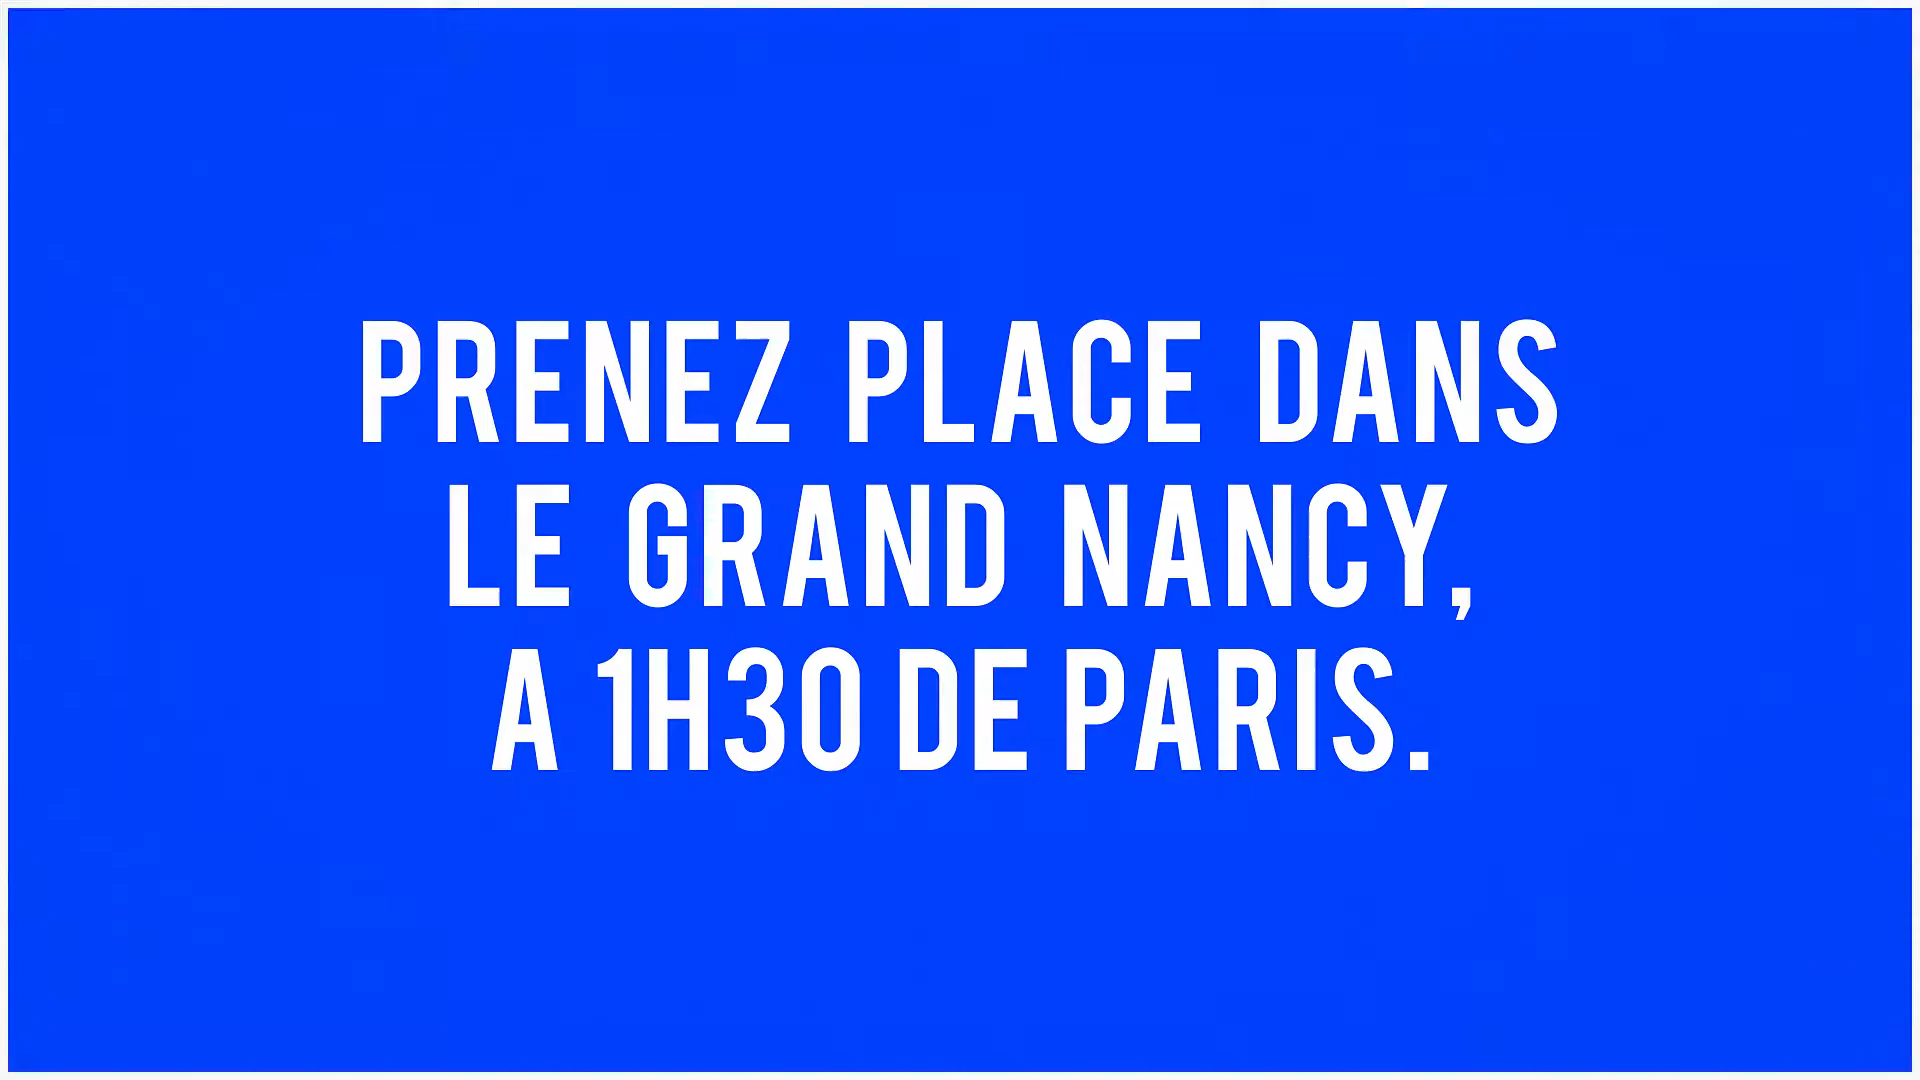 PRENEZ PLACE DANS
LE GRAND NANCY,
A 1H30 DE PARIS.